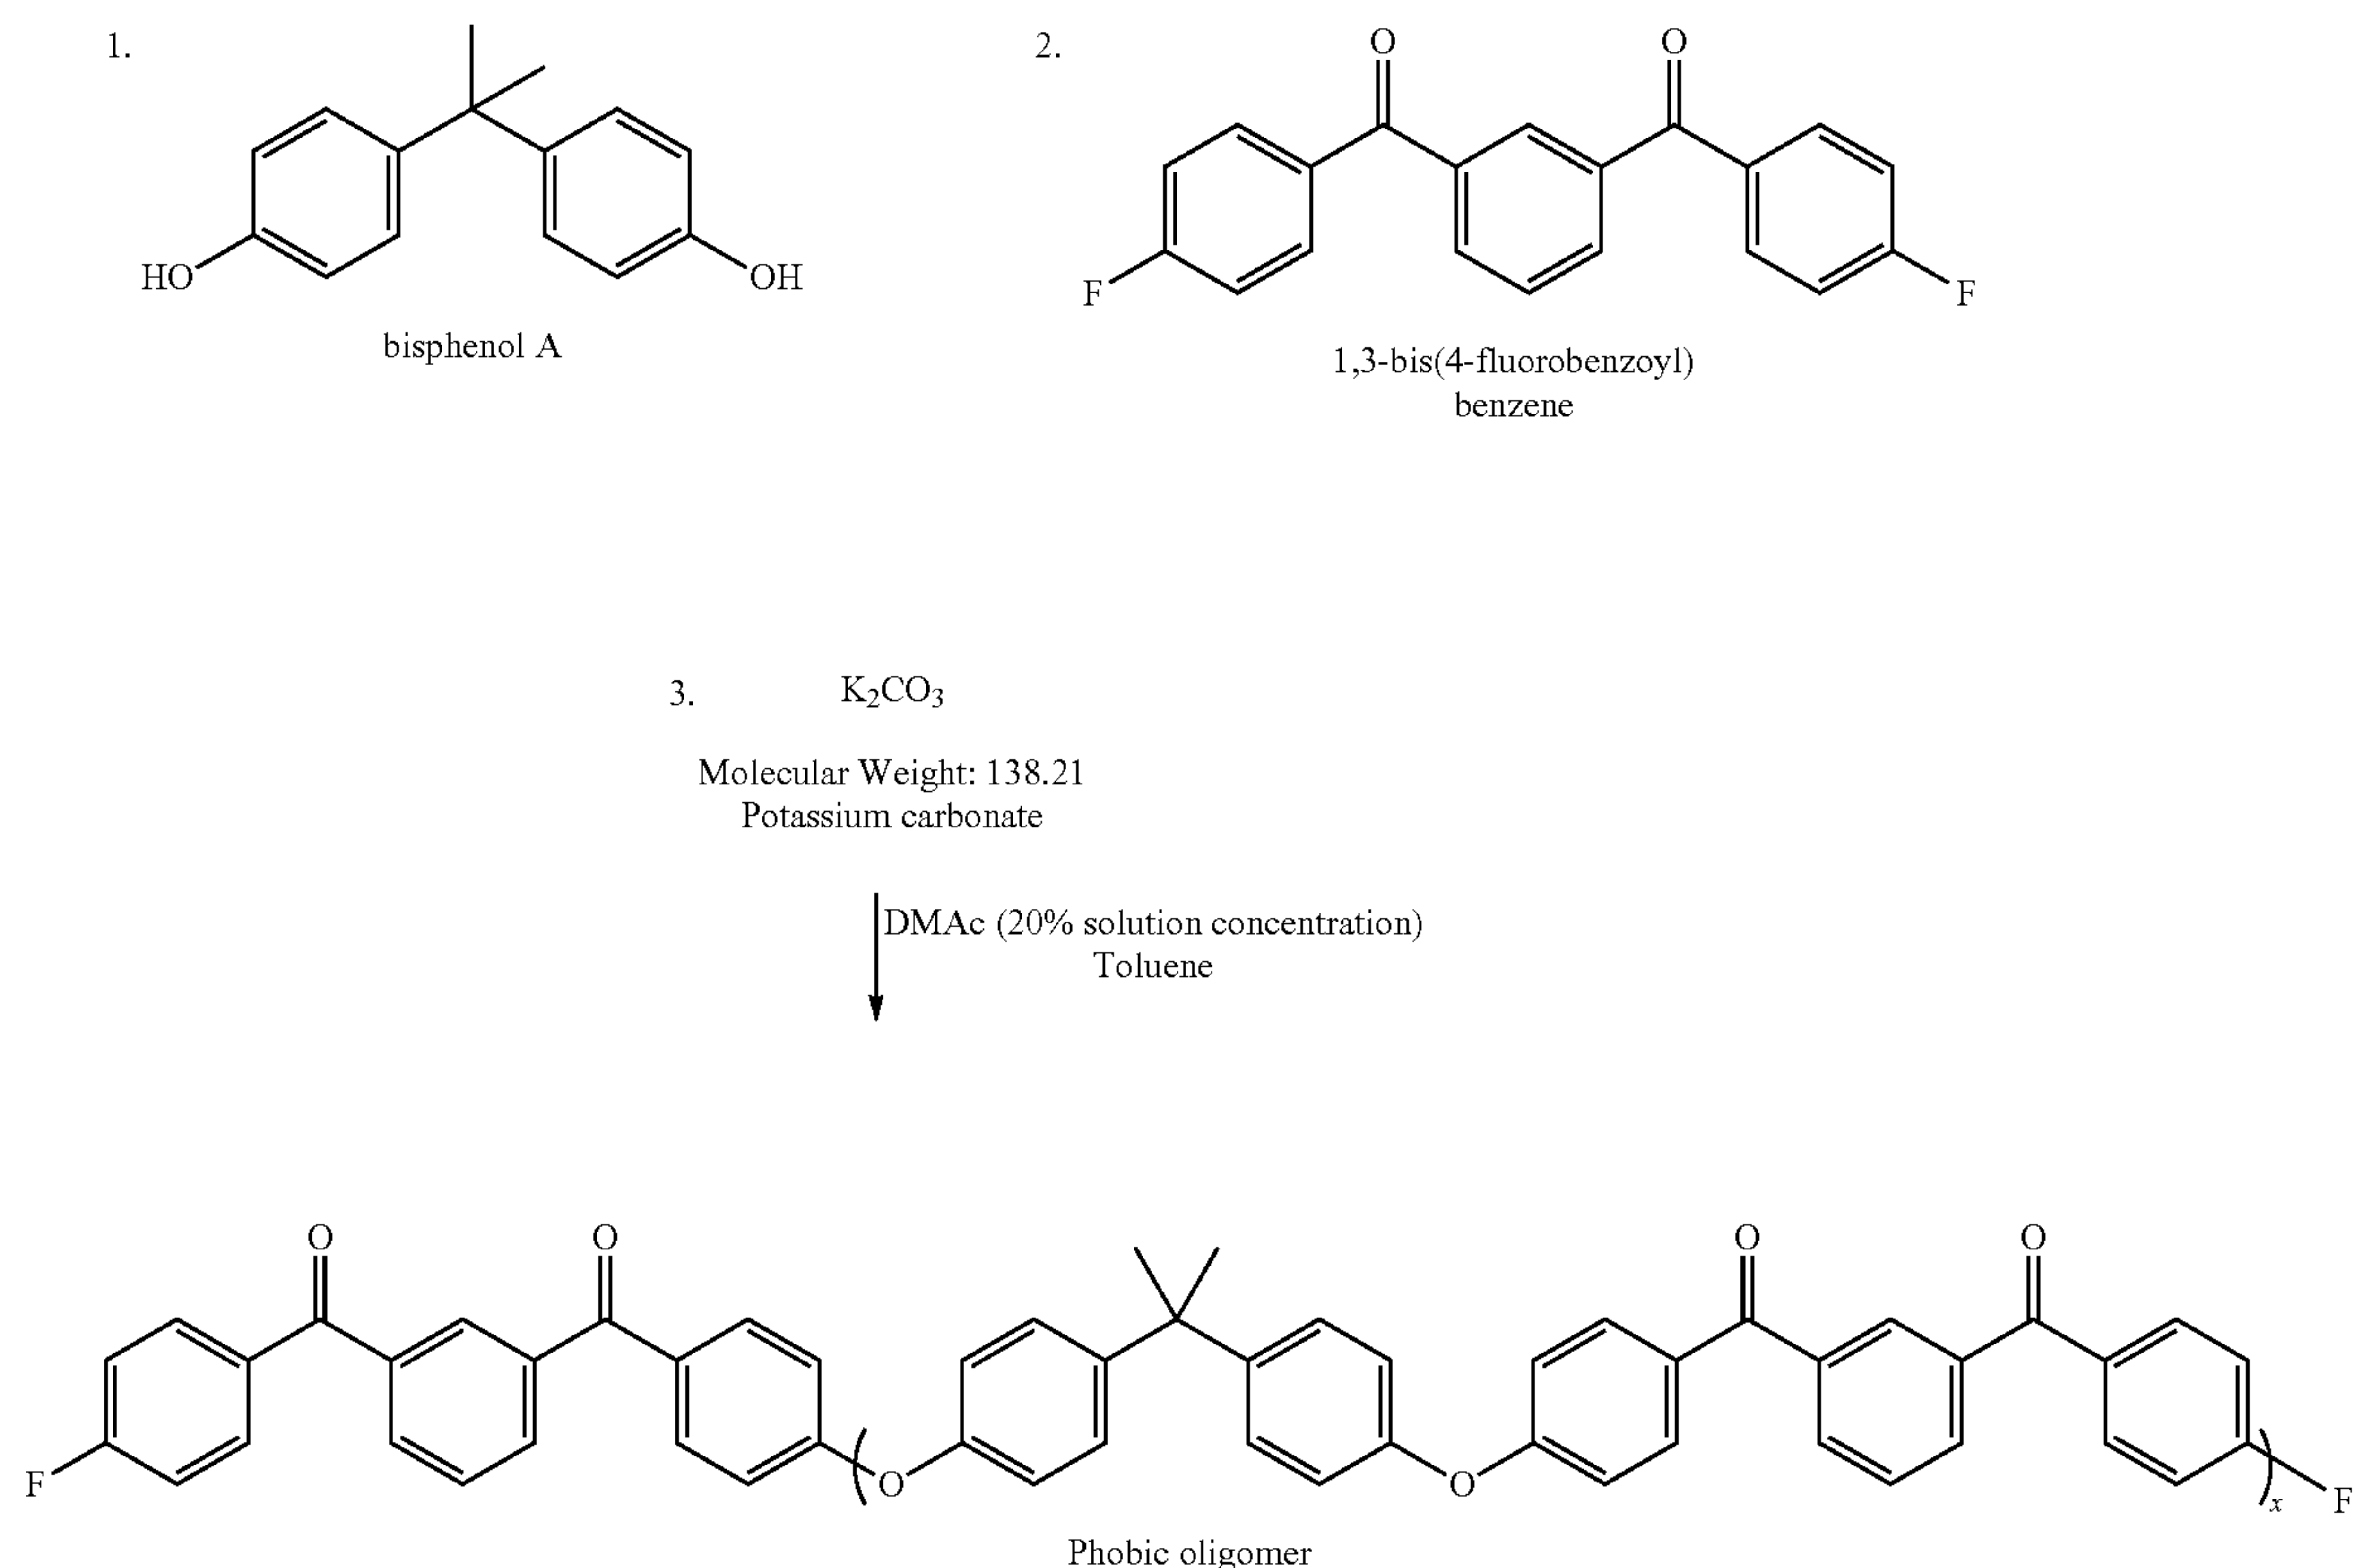 1.
2.
O O
HO OH
F F
bisphenol A
1,3-bis(4-fluorobenzoyl)
benzene
3. K₂CO₃
Molecular Weight: 138.21
Potassium carbonate
DMAc (20% solution concentration)
Toluene
O O O O
F O O x F
Phobic oligomer